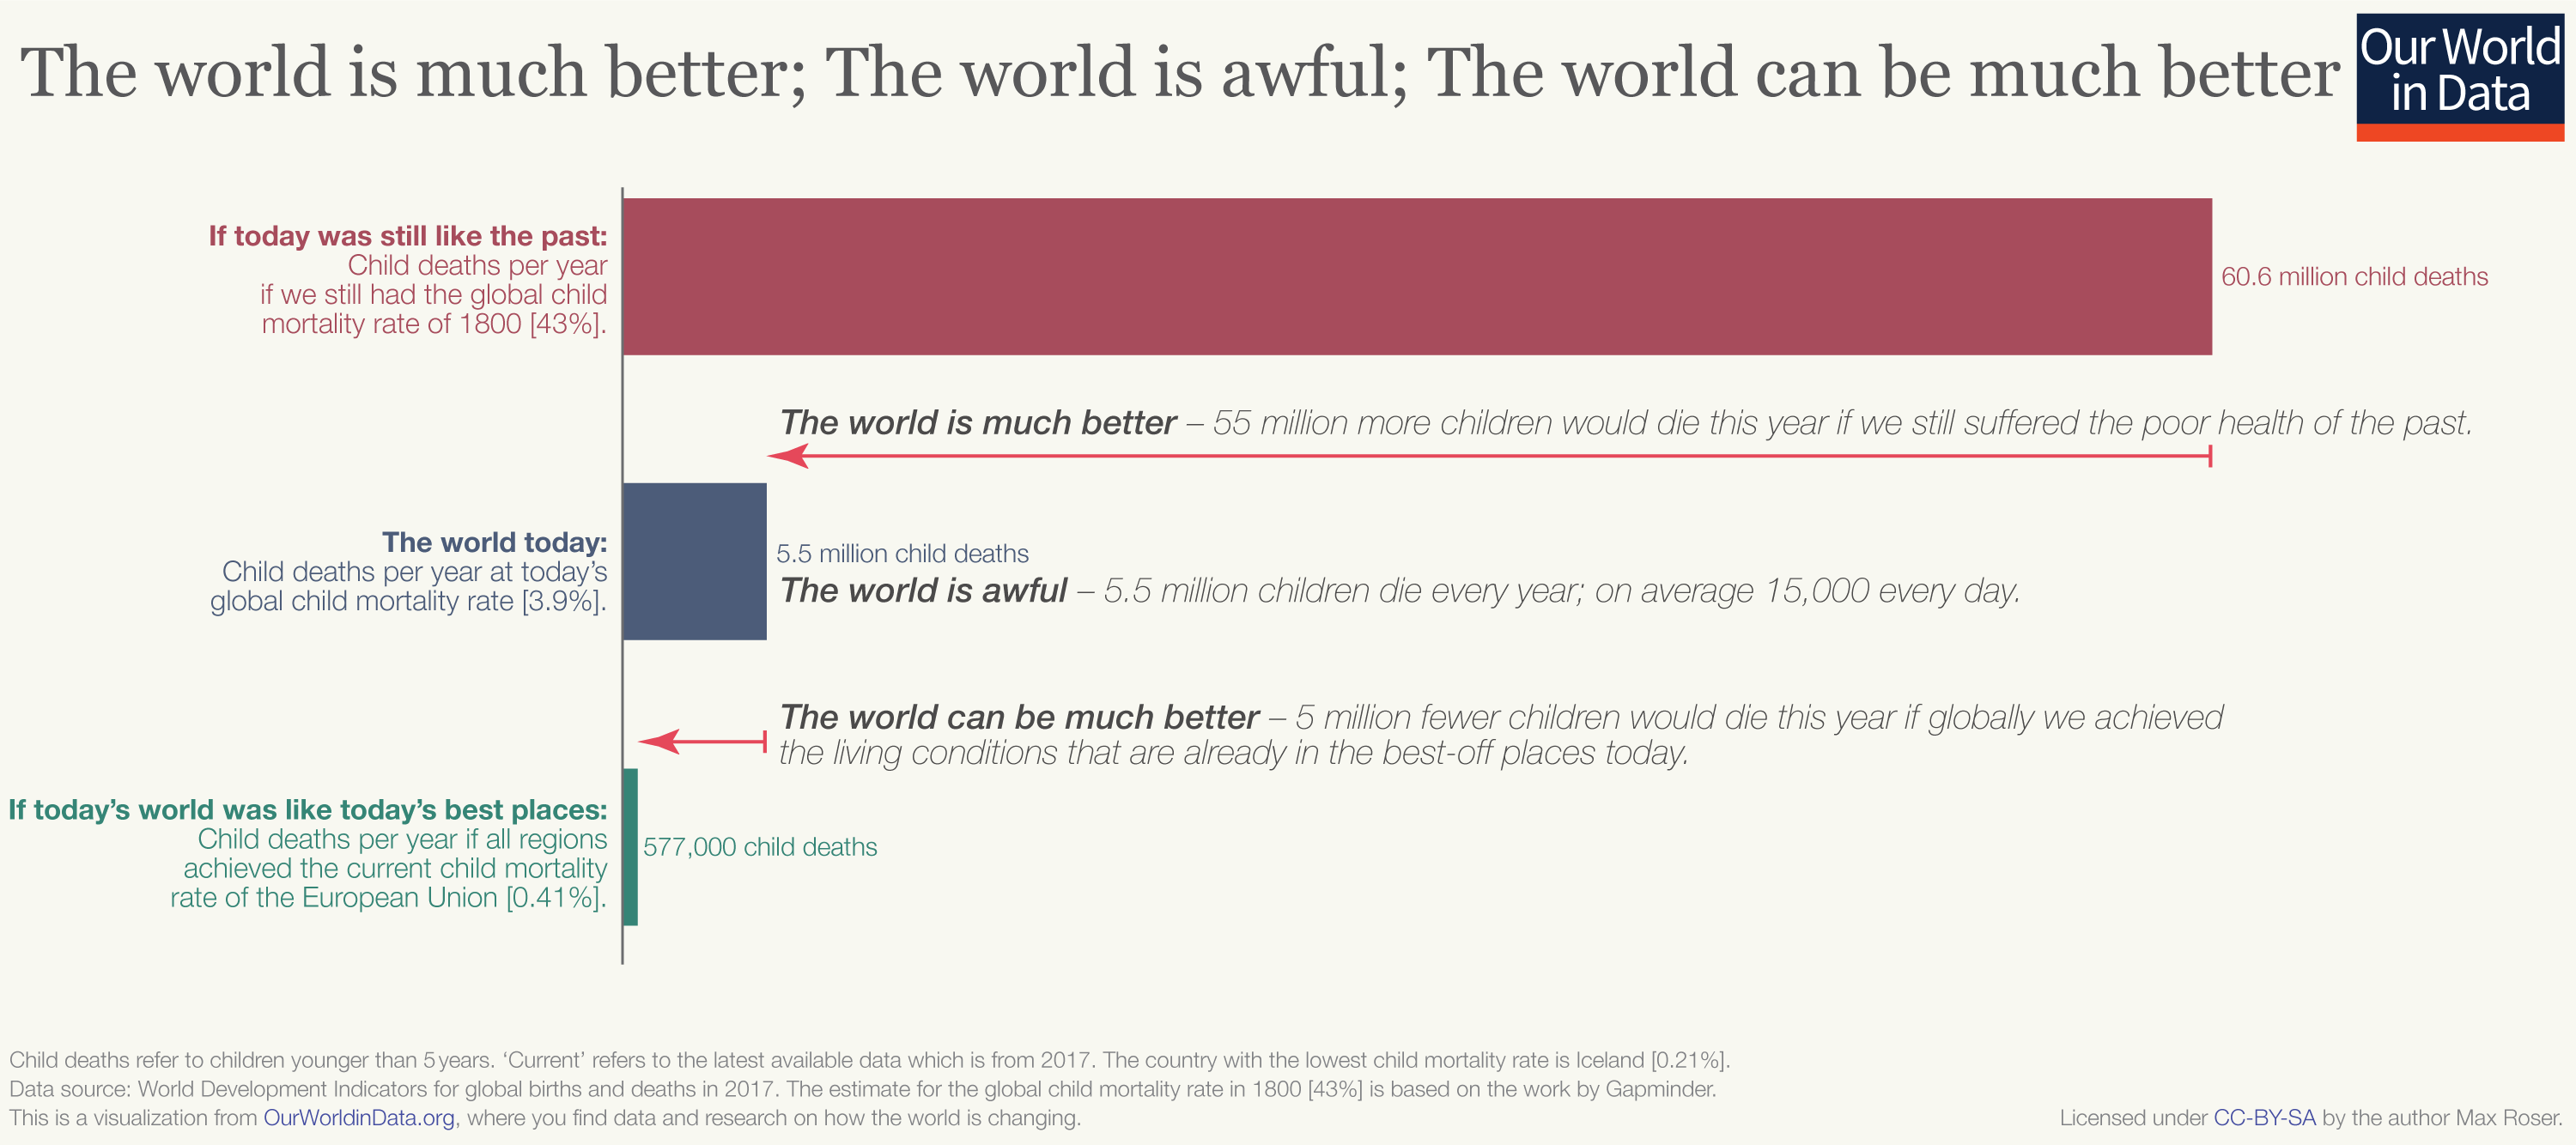 The world is much better; The world is awful; The world can be much better
Our World
in Data
If today was still like the past:
Child deaths per year
if we still had the global child
mortality rate of 1800 [43%].
60.6 million child deaths
The world is much better – 55 million more children would die this year if we still suffered the poor health of the past.
The world today:
Child deaths per year at today’s
global child mortality rate [3.9%].
5.5 million child deaths
The world is awful – 5.5 million children die every year; on average 15,000 every day.
The world can be much better – 5 million fewer children would die this year if globally we achieved
the living conditions that are already in the best-off places today.
If today’s world was like today’s best places:
Child deaths per year if all regions
achieved the current child mortality
rate of the European Union [0.41%].
577,000 child deaths
Child deaths refer to children younger than 5 years. ‘Current’ refers to the latest available data which is from 2017. The country with the lowest child mortality rate is Iceland [0.21%].
Data source: World Development Indicators for global births and deaths in 2017. The estimate for the global child mortality rate in 1800 [43%] is based on the work by Gapminder.
This is a visualization from OurWorldinData.org, where you find data and research on how the world is changing.
Licensed under CC-BY-SA by the author Max Roser.